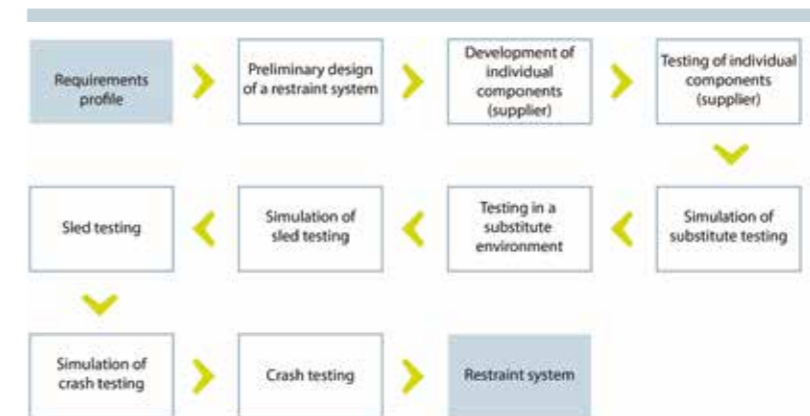 Requirements
profile
Preliminary design
of a restraint system
Development of
individual
components
(supplier)
Testing of individual
components
(supplier)
Simulation of
substitute testing
Testing in a
substitute
environment
Simulation of
sled testing
Sled testing
Simulation of
crash testing
Crash testing
Restraint system